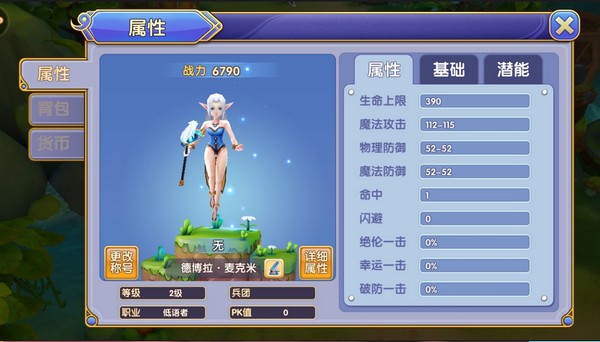 属性
属性
背包
货币
战力 6790
无
更改称号
德博拉·麦克米
详细属性
等级 2级
兵团
职业 低语者
PK值 0
属性 基础 潜能
生命上限 390
魔法攻击 112-115
物理防御 52-52
魔法防御 52-52
命中 1
闪避 0
绝伦一击 0%
幸运一击 0%
破防一击 0%